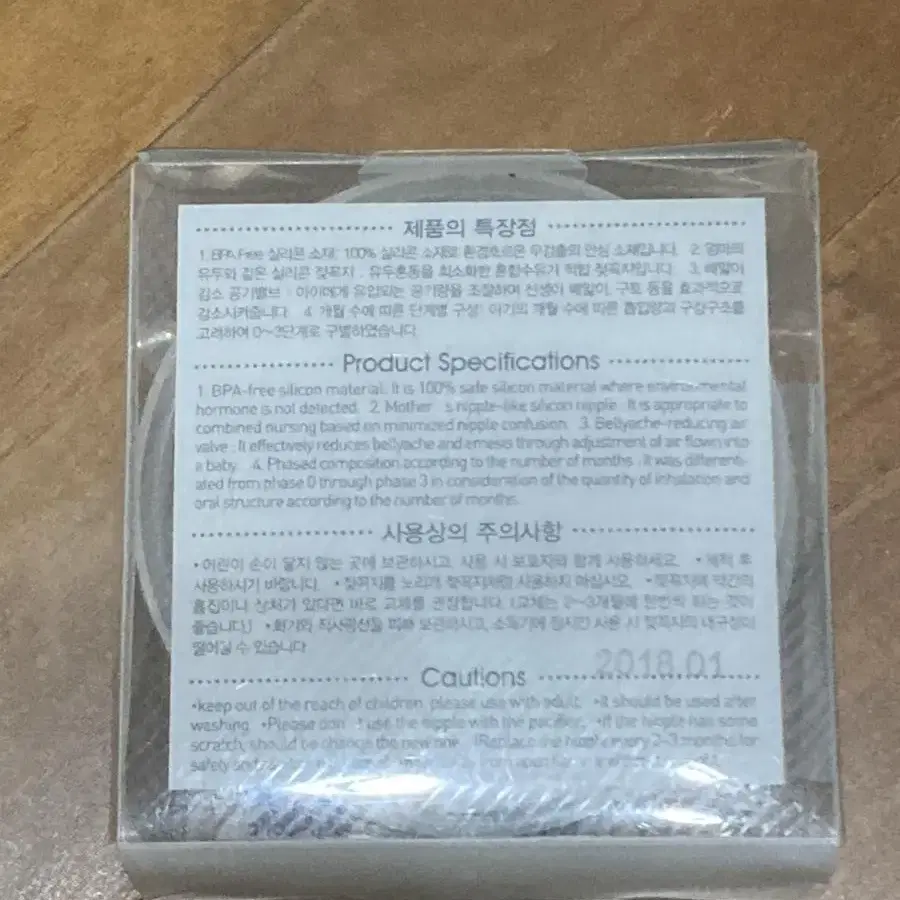 제품의 특장점
1. BPA Free 실리콘 소재: 100% 실리콘 소재로 환경호르몬 무검출의 안심 소재입니다. 2. 엄마의
유두와 같은 실리콘 젖꼭지 : 유두혼동을 최소화한 혼합수유가 적합 젖꼭지입니다. 3. 배앓이
감소 공기밸브 : 아이에게 유입되는 공기량을 조절하여 선생이 배앓이, 구토 등을 효과적으로
감소시켜줍니다. 4. 개월 수에 따른 단계별 구성: 아기의 개월 수에 따른 흡입량과 구강구조를
고려하여 0~3단계로 구별하였습니다.
Product Specifications
1. BPA-free silicon material: It is 100% safe silicon material where environmental
hormone is not detected. 2. Mother s nipple-like silicon nipple : It is appropriate to
combined nursing based on minimized nipple confusion. 3. Bellyache-reducing air
valve : It effectively reduces bellyache and emesis through adjustment of air flown into
a baby. 4. Phased composition according to the number of months : It was different-
ated from phase 0 through phase 3 in consideration of the quantity of inhalation and
oral structure according to the number of months.
사용상의 주의사항
•어린이 손이 닿지 않는 곳에 보관하시고, 사용 시 보호자와 함께 사용하세요. •세척 후
사용하시기 바랍니다. •젖꼭지를 노리개 젖꼭지처럼 사용하지 마십시오. •젖꼭지에 약간의
흠집이나 상처가 있다면 바로 교체를 권장합니다. (교체는 2~3개월에 한번씩 하는 것이
좋습니다.) •화기와 직사광선을 피해 보관하시고, 소독기에 장시간 사용 시 젖꼭지의 내구성이
떨어질 수 있습니다
2018.01
Cautions
•keep out of the reach of children, please use with adult. •It should be used after
washing. •Please don t use the nipple with the pacifier. •If the nipple has some
scratch, should be change the new one. (Replace the nipple every 2~3 months for
safety and